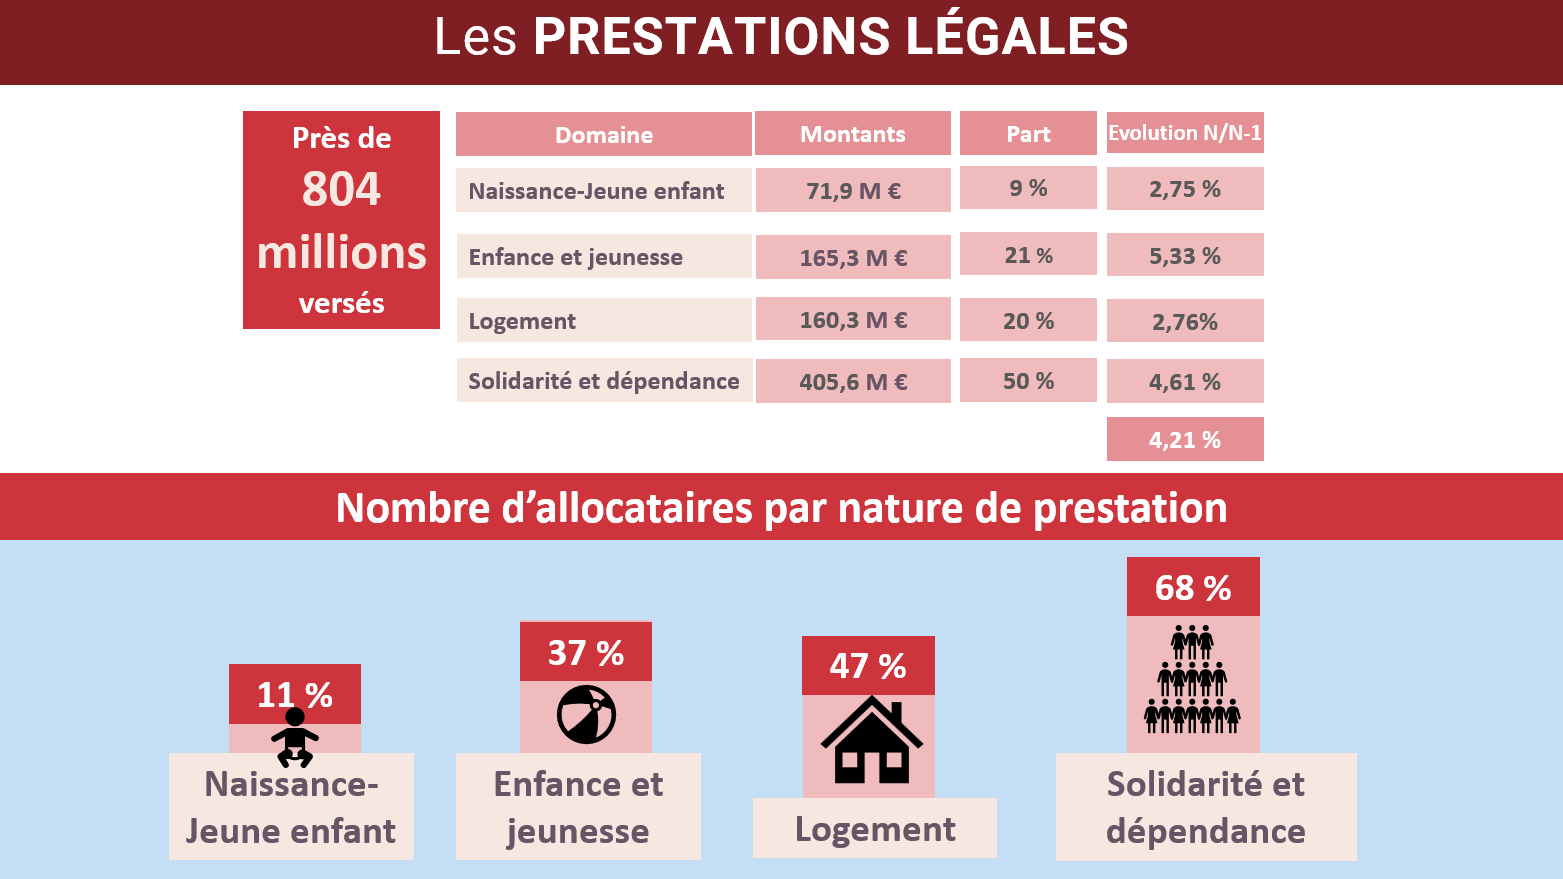 Les PRESTATIONS LÉGALES
Près de
804
millions
versés
Domaine Montants Part Evolution N/N-1
Naissance-Jeune enfant 71,9 M € 9 % 2,75 %
Enfance et jeunesse 165,3 M € 21 % 5,33 %
Logement 160,3 M € 20 % 2,76%
Solidarité et dépendance 405,6 M € 50 % 4,61 %
4,21 %
Nombre d’allocataires par nature de prestation
11 %
Naissance-
Jeune enfant
37 %
Enfance et
jeunesse
47 %
Logement
68 %
Solidarité et
dépendance